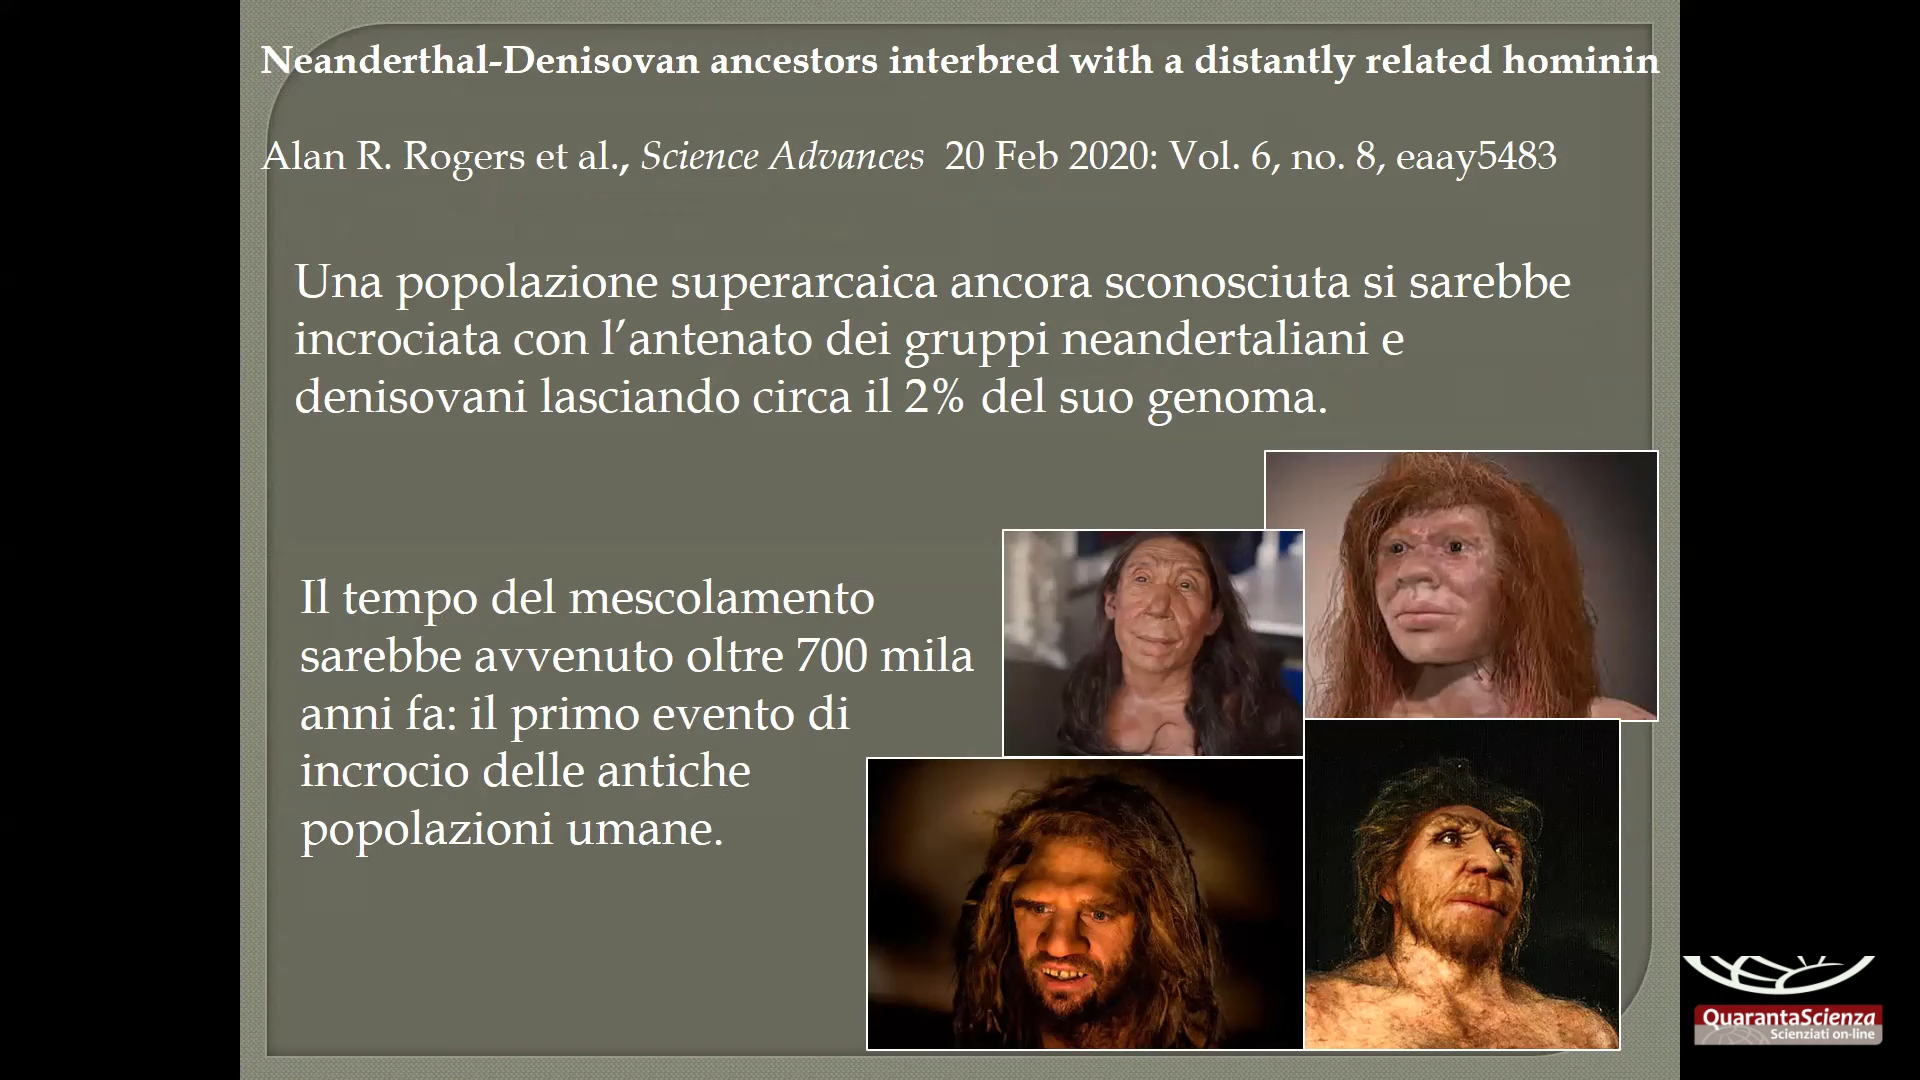 Neanderthal-Denisovan ancestors interbred with a distantly related hominin
Alan R. Rogers et al., Science Advances 20 Feb 2020: Vol. 6, no. 8, eaay5483
Una popolazione superarcaica ancora sconosciuta si sarebbe
incrociata con l’antenato dei gruppi neandertaliani e
denisovani lasciando circa il 2% del suo genoma.
Il tempo del mescolamento
sarebbe avvenuto oltre 700 mila
anni fa: il primo evento di
incrocio delle antiche
popolazioni umane.
QuarantaScienza
Scienziati on-line